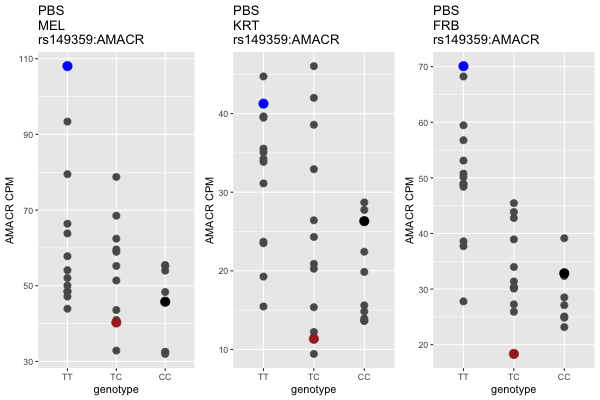 PBS
MEL
rs149359:AMACR
AMACR CPM
110
90
70
50
30
TT
TC
CC
genotype
PBS
KRT
rs149359:AMACR
AMACR CPM
40
30
20
10
TT
TC
CC
genotype
PBS
FRB
rs149359:AMACR
AMACR CPM
70
60
50
40
30
20
TT
TC
CC
genotype